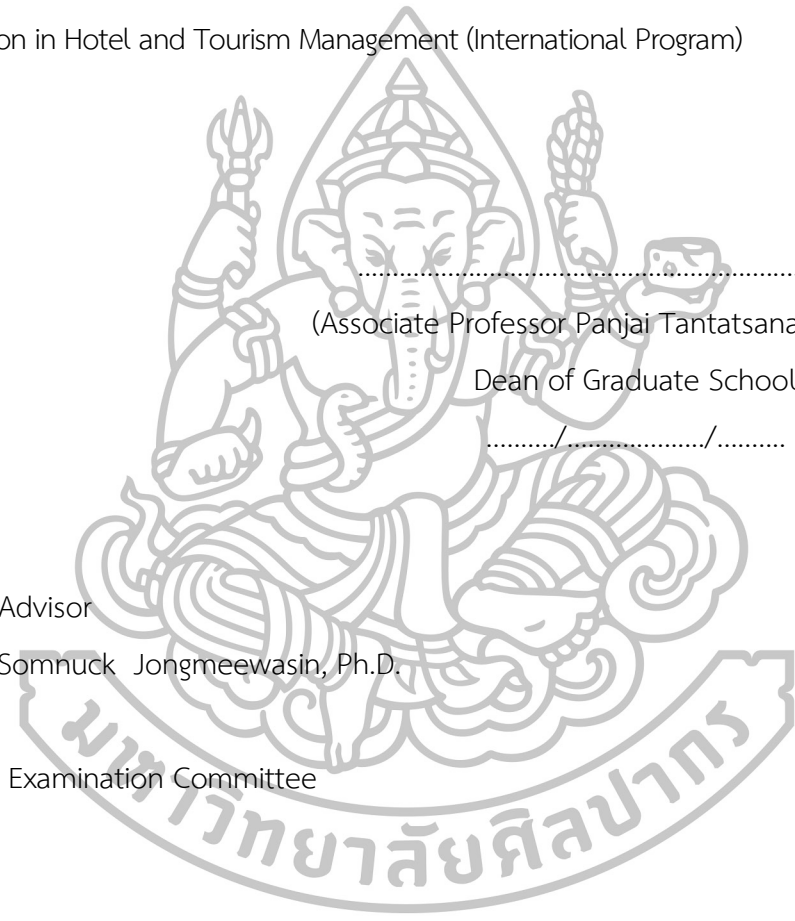 on in Hotel and Tourism Management (International Program)
...........................................................
(Associate Professor Panjai Tantatsana
Dean of Graduate School
........../..................../..........
Advisor
Somnuck Jongmeewasin, Ph.D.
Examination Committee
มหาวิทยาลัยศิลปากร